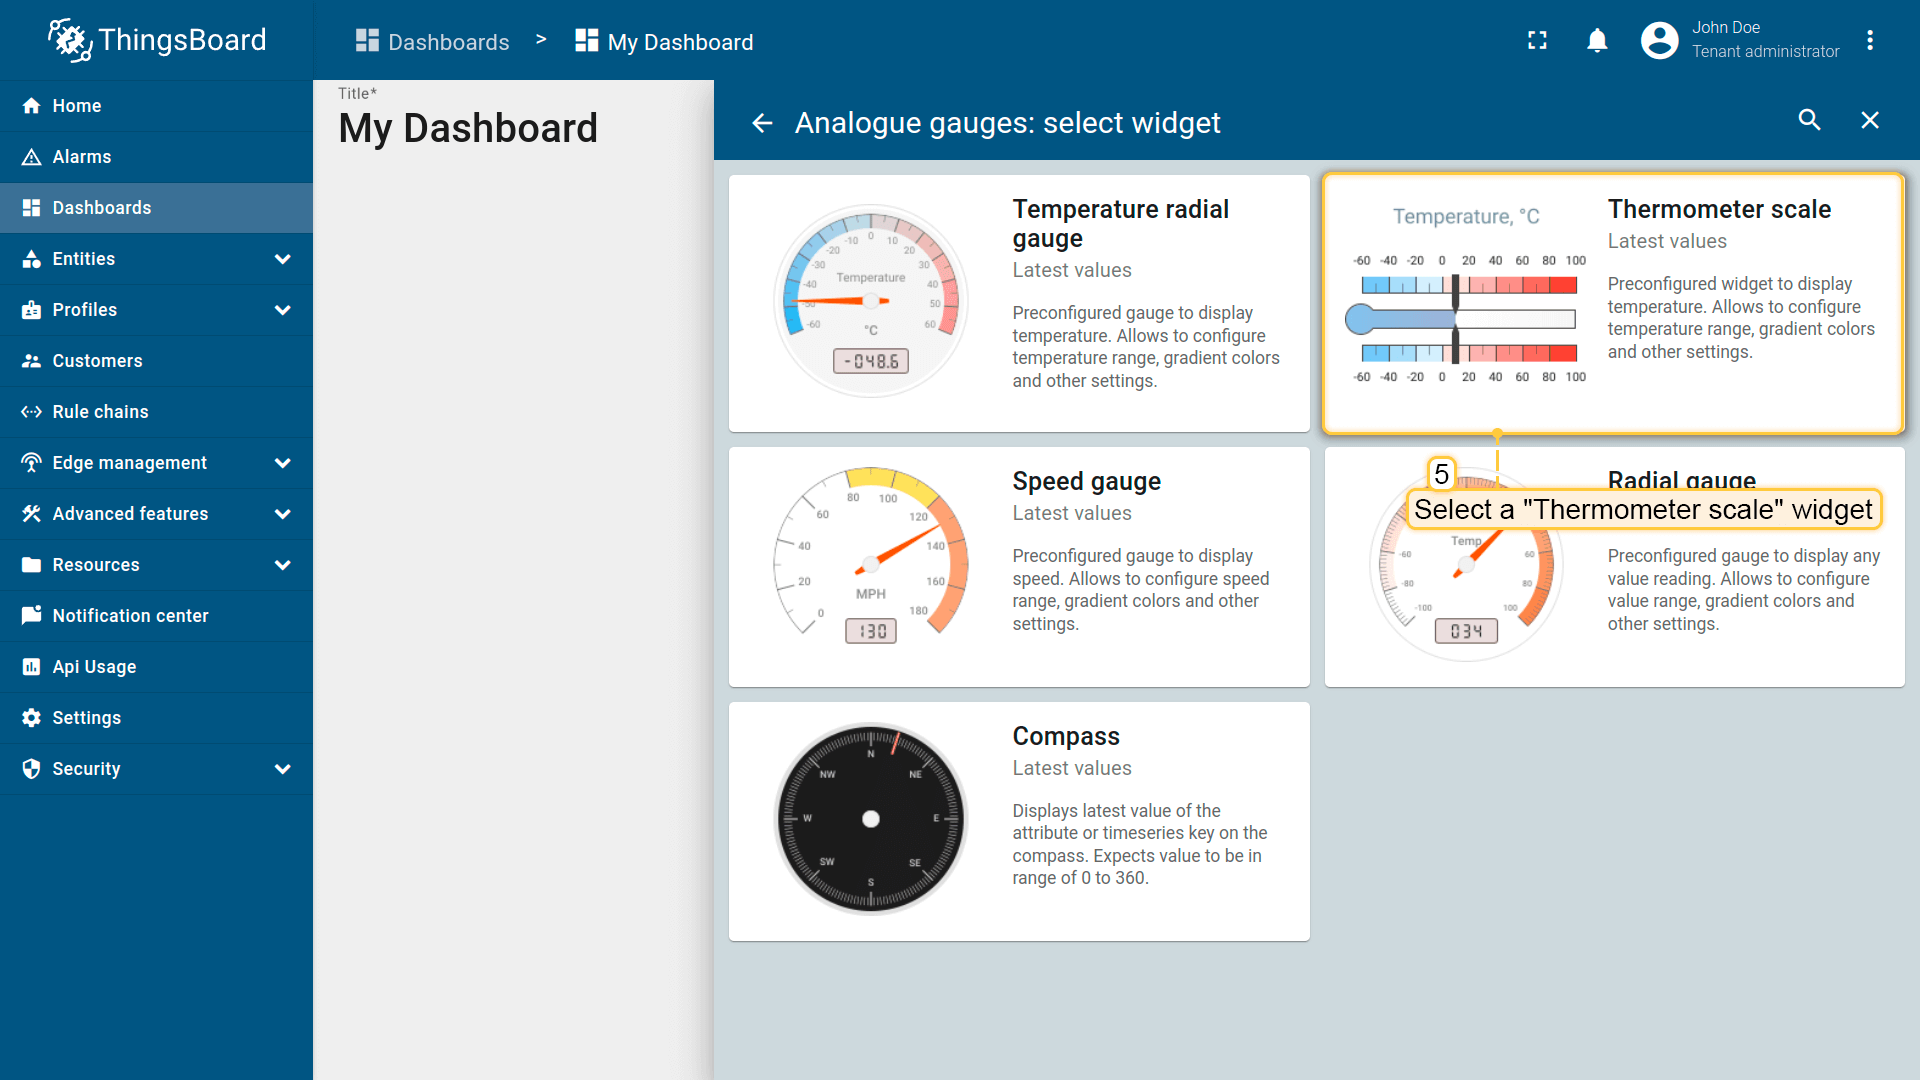 ThingsBoard
Dashboards > My Dashboard
John Doe
Tenant administrator
Home
Alarms
Dashboards
Entities
Profiles
Customers
Rule chains
Edge management
Advanced features
Resources
Notification center
Api Usage
Settings
Security
Title*
My Dashboard
Analogue gauges: select widget
-60 -50 -40 -30 -20 -10 0 10 20 30 40 50 60
Temperature
°C
-048.6
Temperature radial
gauge
Latest values
Preconfigured gauge to display
temperature. Allows to configure
temperature range, gradient colors
and other settings.
Temperature, °C
-60 -40 -20 0 20 40 60 80 100
-60 -40 -20 0 20 40 60 80 100
Thermometer scale
Latest values
Preconfigured widget to display
temperature. Allows to configure
temperature range, gradient colors
and other settings.
0 20 40 60 80 100 120 140 160 180
MPH
130
Speed gauge
Latest values
Preconfigured gauge to display
speed. Allows to configure speed
range, gradient colors and other
settings.
5
Select a "Thermometer scale" widget
Temp
-100 -80 -60 60 80 100
034
Radial gauge
Preconfigured gauge to display any
value reading. Allows to configure
value range, gradient colors and
other settings.
N NE E SE S SW W NW
Compass
Latest values
Displays latest value of the
attribute or timeseries key on the
compass. Expects value to be in
range of 0 to 360.